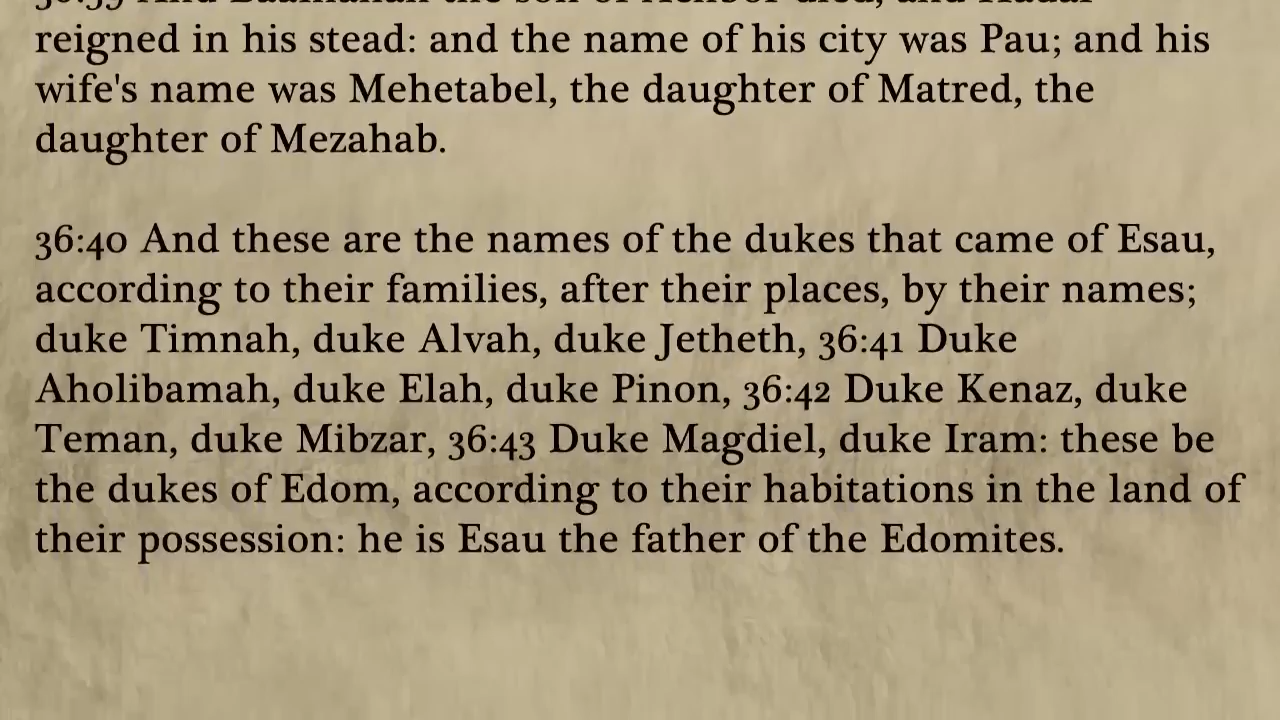 reigned in his stead: and the name of his city was Pau; and his
wife's name was Mehetabel, the daughter of Matred, the
daughter of Mezahab.
36:40 And these are the names of the dukes that came of Esau,
according to their families, after their places, by their names;
duke Timnah, duke Alvah, duke Jetheth, 36:41 Duke
Aholibamah, duke Elah, duke Pinon, 36:42 Duke Kenaz, duke
Teman, duke Mibzar, 36:43 Duke Magdiel, duke Iram: these be
the dukes of Edom, according to their habitations in the land of
their possession: he is Esau the father of the Edomites.